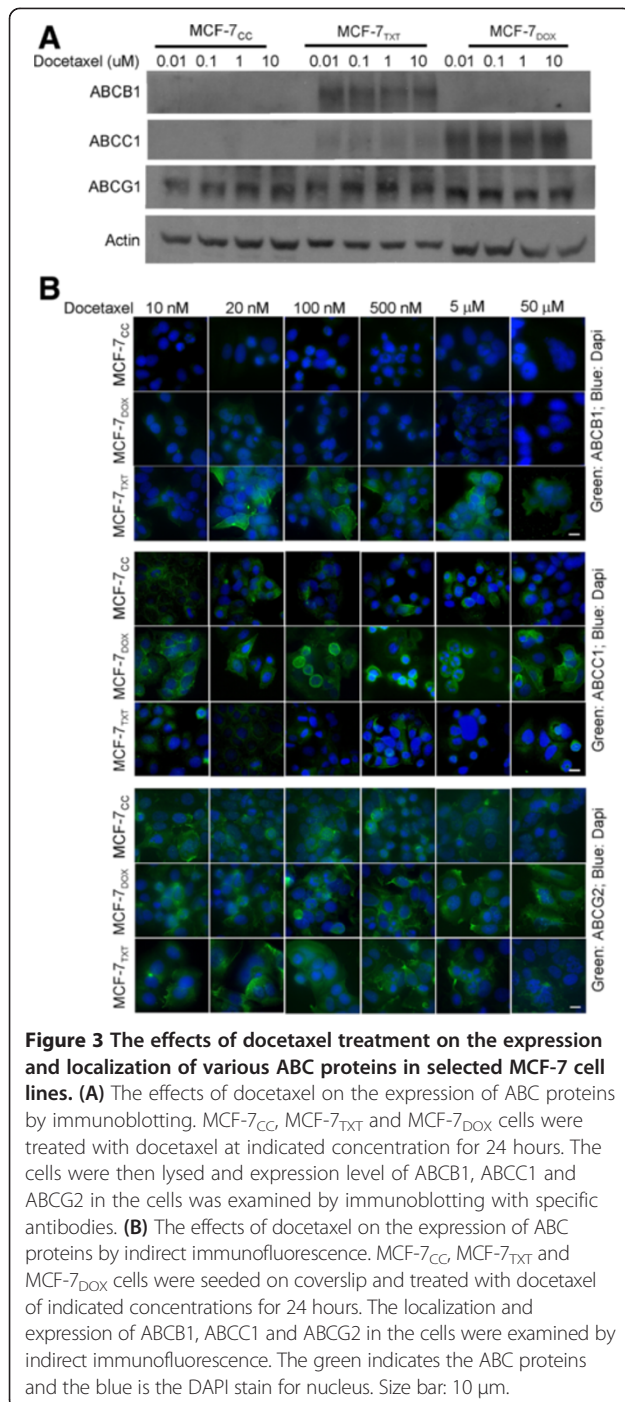 A
MCF-7CC MCF-7TXT MCF-7DOX
Docetaxel (uM) 0.01 0.1 1 10 0.01 0.1 1 10 0.01 0.1 1 10
ABCB1
ABCC1
ABCG1
Actin
B
Docetaxel 10 nM 20 nM 100 nM 500 nM 5 µM 50 µM
MCF-7CC
MCF-7DOX
MCF-7TXT
Green: ABCB1; Blue: Dapi
MCF-7CC
MCF-7DOX
MCF-7TXT
Green: ABCC1; Blue: Dapi
MCF-7CC
MCF-7DOX
MCF-7TXT
Green: ABCG2; Blue: Dapi
Figure 3 The effects of docetaxel treatment on the expression
and localization of various ABC proteins in selected MCF-7 cell
lines. (A) The effects of docetaxel on the expression of ABC proteins
by immunoblotting. MCF-7CC, MCF-7TXT and MCF-7DOX cells were
treated with docetaxel at indicated concentration for 24 hours. The
cells were then lysed and expression level of ABCB1, ABCC1 and
ABCG2 in the cells was examined by immunoblotting with specific
antibodies. (B) The effects of docetaxel on the expression of ABC
proteins by indirect immunofluorescence. MCF-7CC, MCF-7TXT and
MCF-7DOX cells were seeded on coverslip and treated with docetaxel
of indicated concentrations for 24 hours. The localization and
expression of ABCB1, ABCC1 and ABCG2 in the cells were examined by
indirect immunofluorescence. The green indicates the ABC proteins
and the blue is the DAPI stain for nucleus. Size bar: 10 µm.